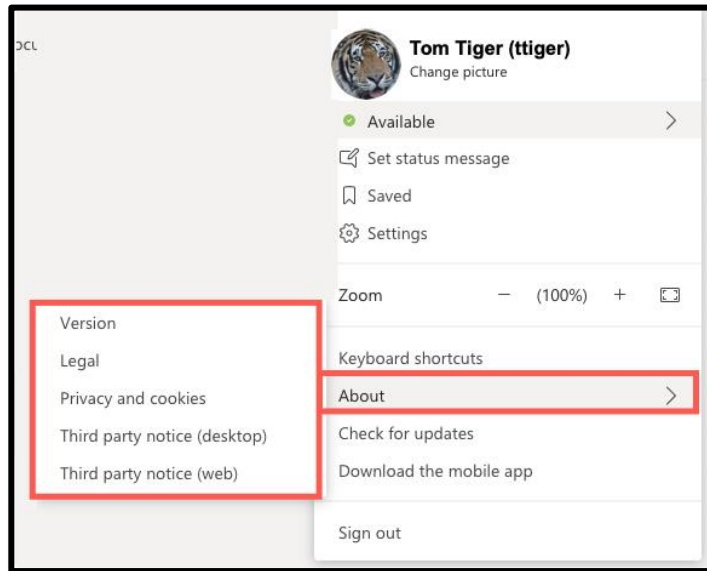 Tom Tiger (ttiger)
Change picture
Available
Set status message
Saved
Settings
Zoom − (100%) +
Keyboard shortcuts
About
Check for updates
Download the mobile app
Sign out
Version
Legal
Privacy and cookies
Third party notice (desktop)
Third party notice (web)